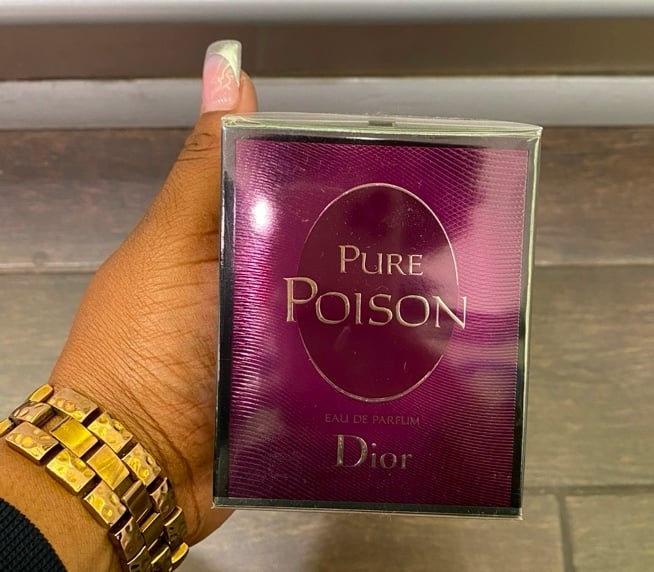 PURE
POISON
EAU DE PARFUM
Dior